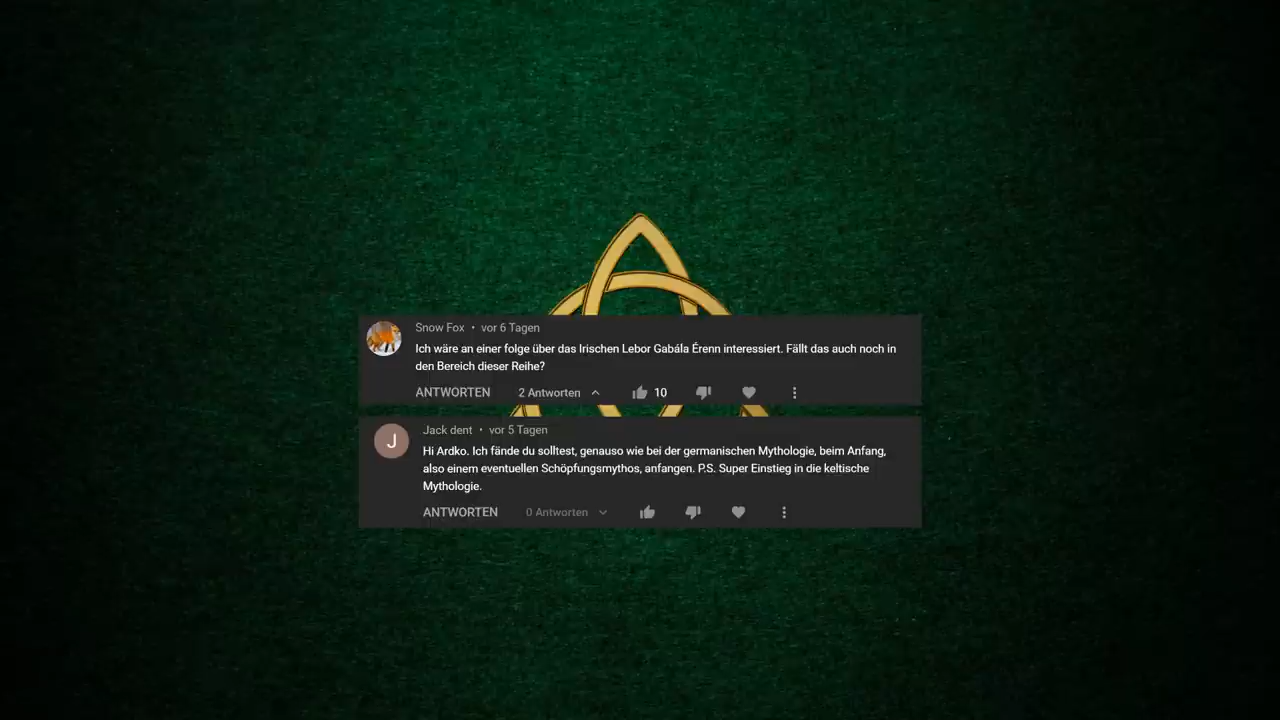 Snow Fox • vor 6 Tagen
Ich wäre an einer folge über das Irischen Lebor Gabála Érenn interessiert. Fällt das auch noch in
den Bereich dieser Reihe?
ANTWORTEN 2 Antworten 10
J
Jack dent • vor 5 Tagen
Hi Ardko. Ich fände du solltest, genauso wie bei der germanischen Mythologie, beim Anfang,
also einem eventuellen Schöpfungsmythos, anfangen. P.S. Super Einstieg in die keltische
Mythologie.
ANTWORTEN 0 Antworten